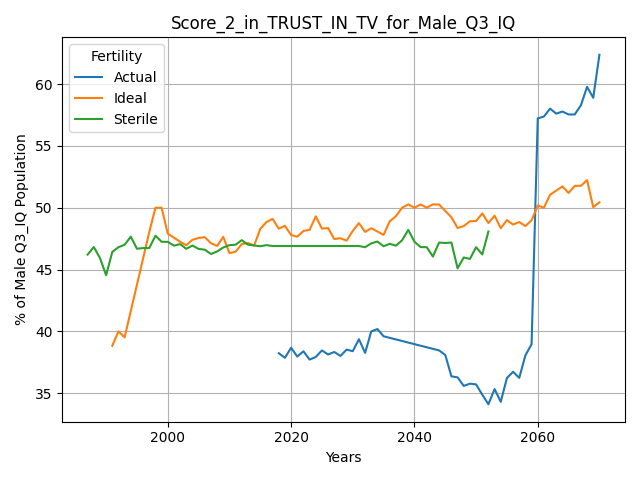 Score_2_in_TRUST_IN_TV_for_Male_Q3_IQ
Fertility
Actual
Ideal
Sterile
% of Male Q3_IQ Population
60
55
50
45
40
35
2000
2020
2040
2060
Years